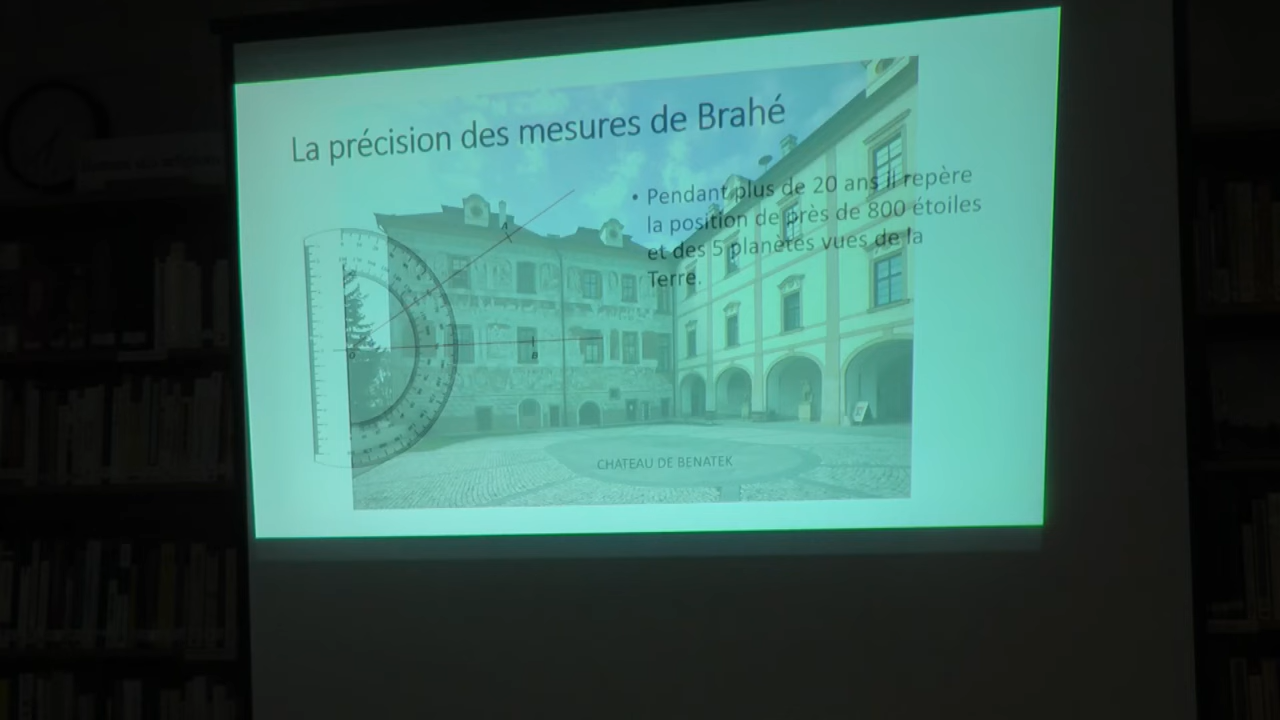 La précision des mesures de Brahé
• Pendant plus de 20 ans il repère
la position de près de 800 étoiles
et des 5 planètes vues de la
Terre.
A
O
B
CHATEAU DE BENATEK